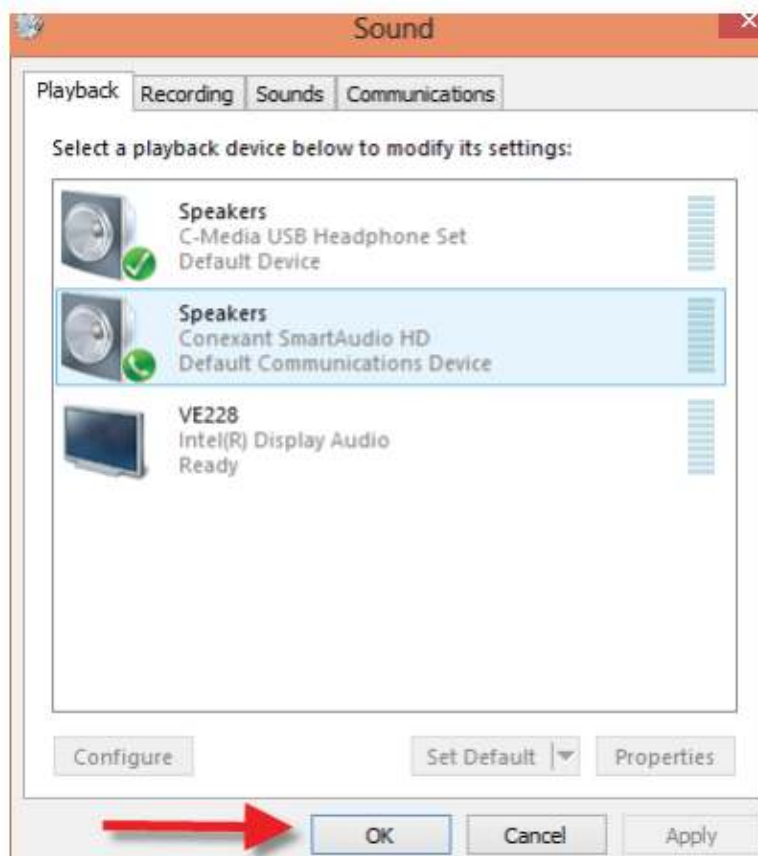 Sound
Playback Recording Sounds Communications
Select a playback device below to modify its settings:
Speakers
C-Media USB Headphone Set
Default Device
Speakers
Conexant SmartAudio HD
Default Communications Device
VE228
Intel(R) Display Audio
Ready
Configure Set Default Properties
OK Cancel Apply